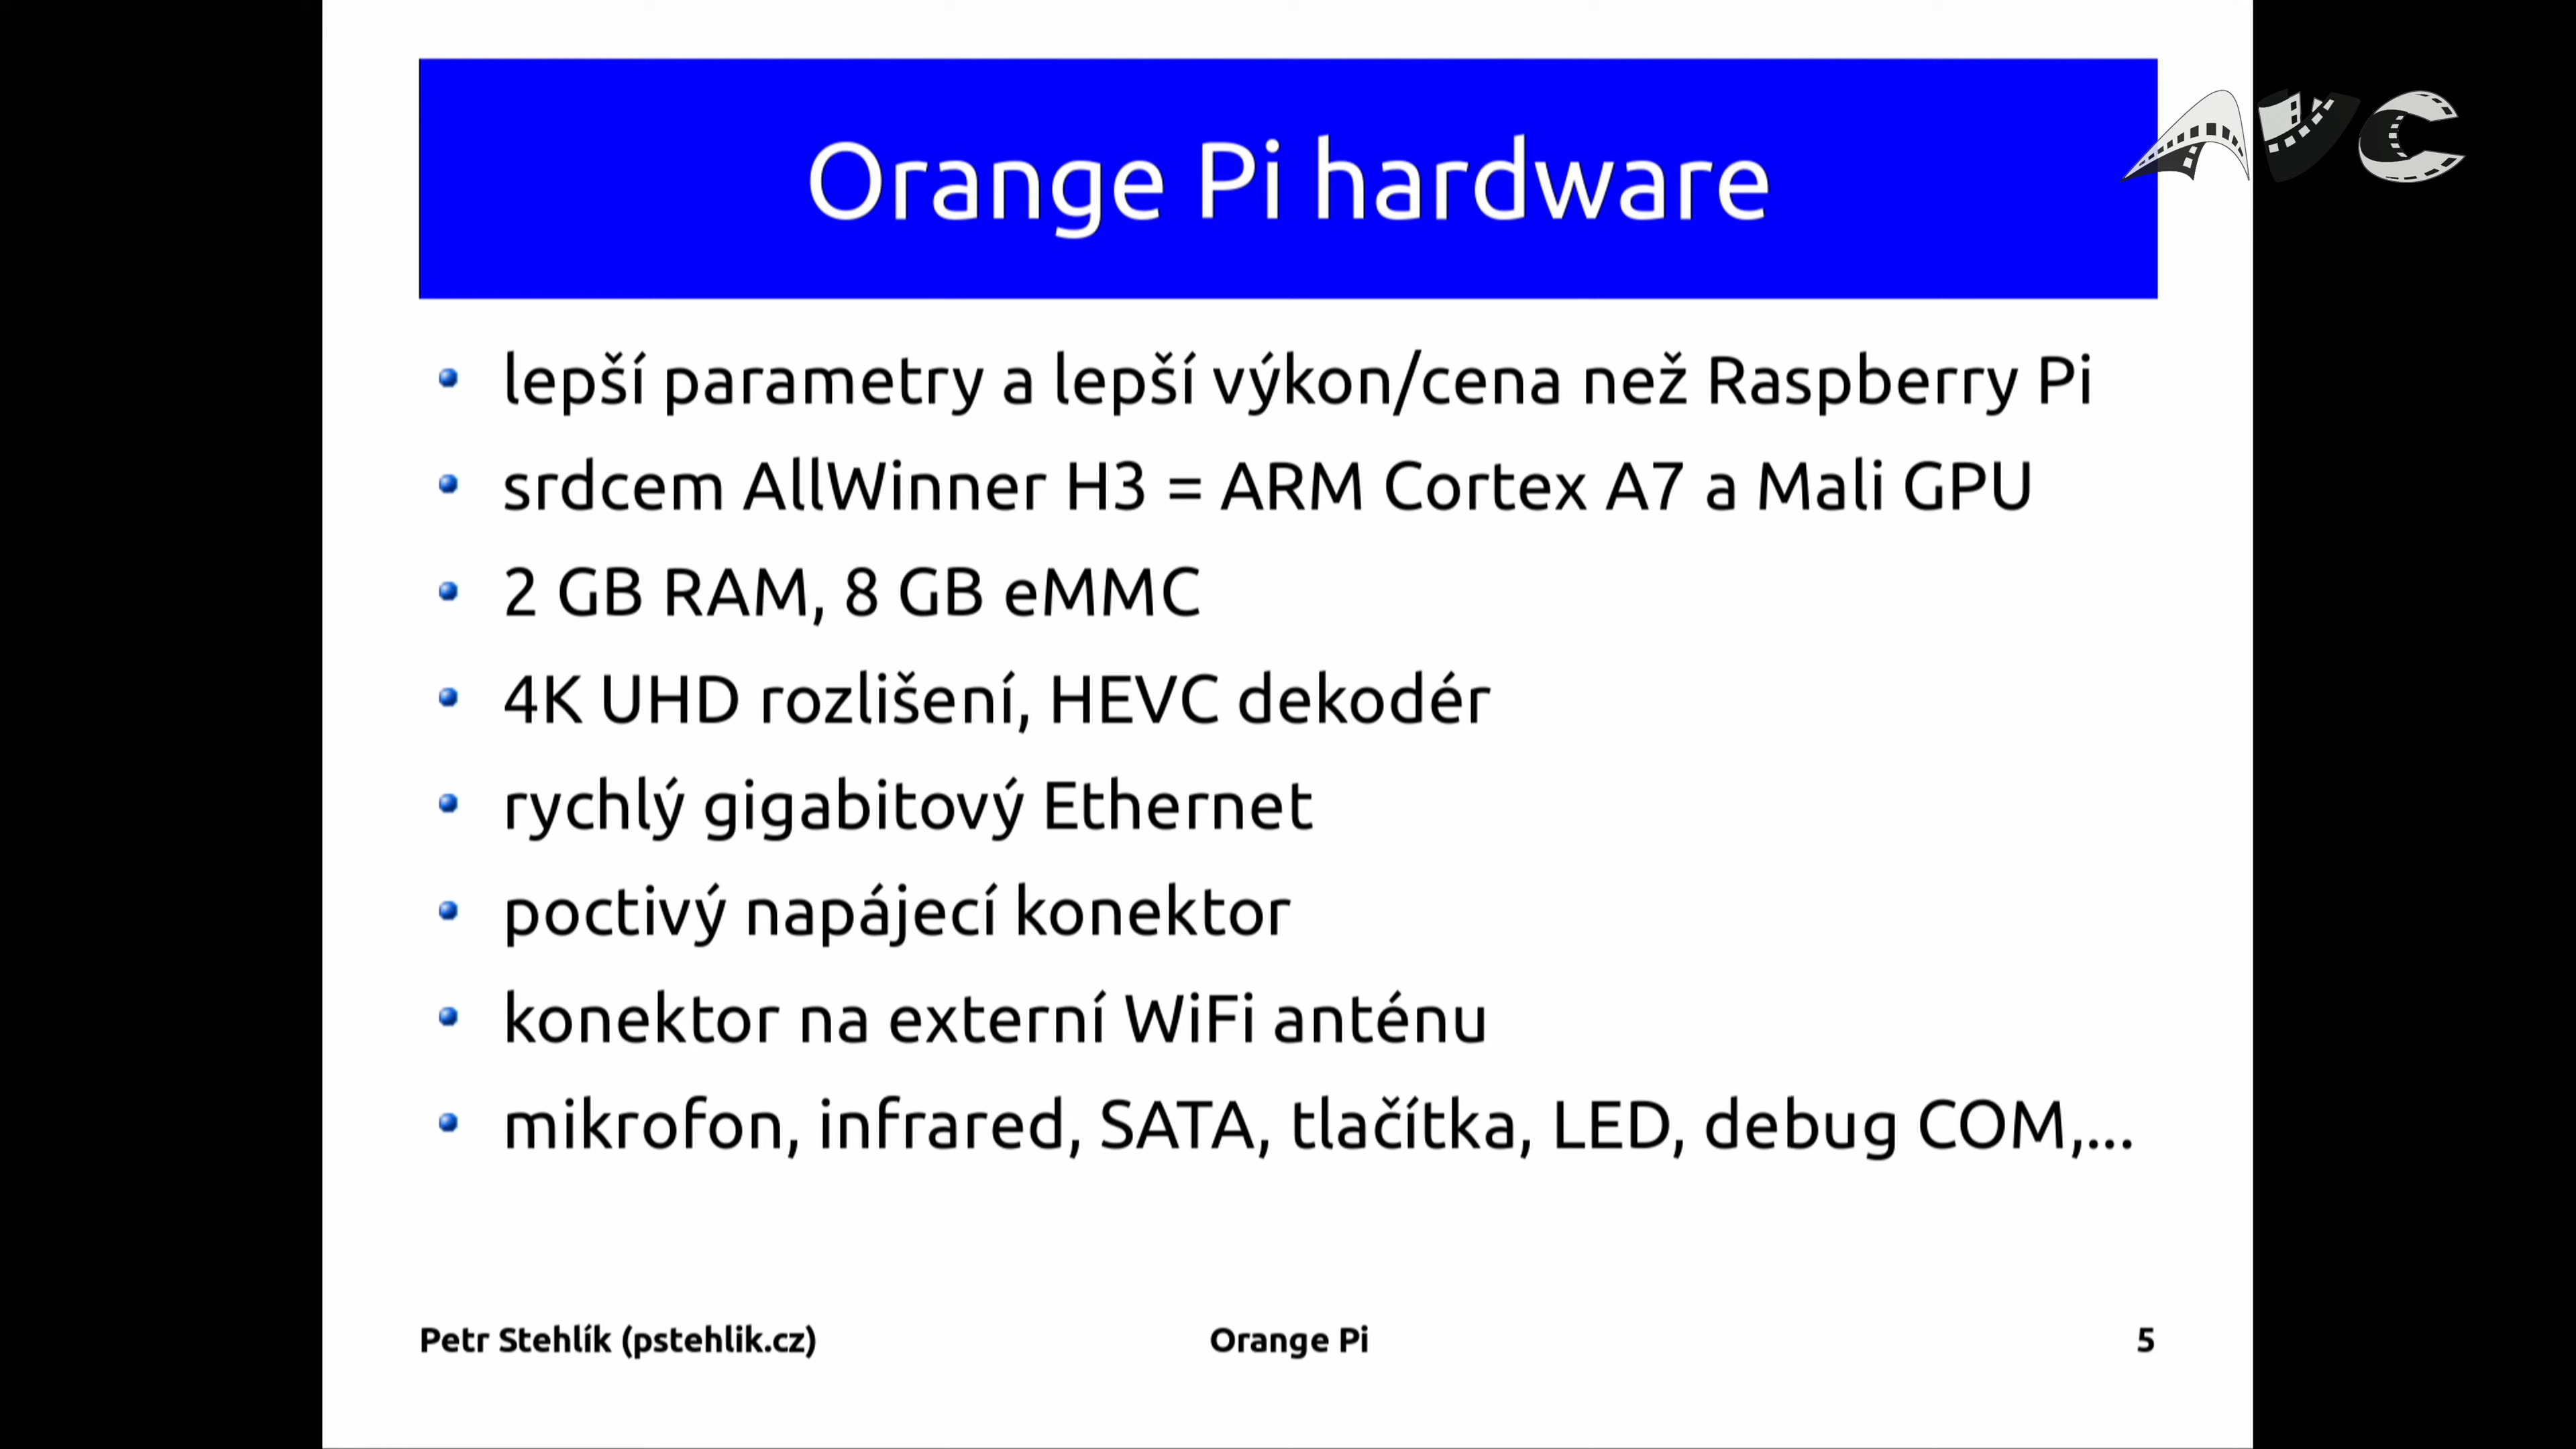 Orange Pi hardware
AVC
lepší parametry a lepší výkon/cena než Raspberry Pi
srdcem AllWinner H3 = ARM Cortex A7 a Mali GPU
2 GB RAM, 8 GB eMMC
4K UHD rozlišení, HEVC dekodér
rychlý gigabitový Ethernet
poctivý napájecí konektor
konektor na externí WiFi anténu
mikrofon, infrared, SATA, tlačítka, LED, debug COM,...
Petr Stehlík (pstehlik.cz) Orange Pi 5